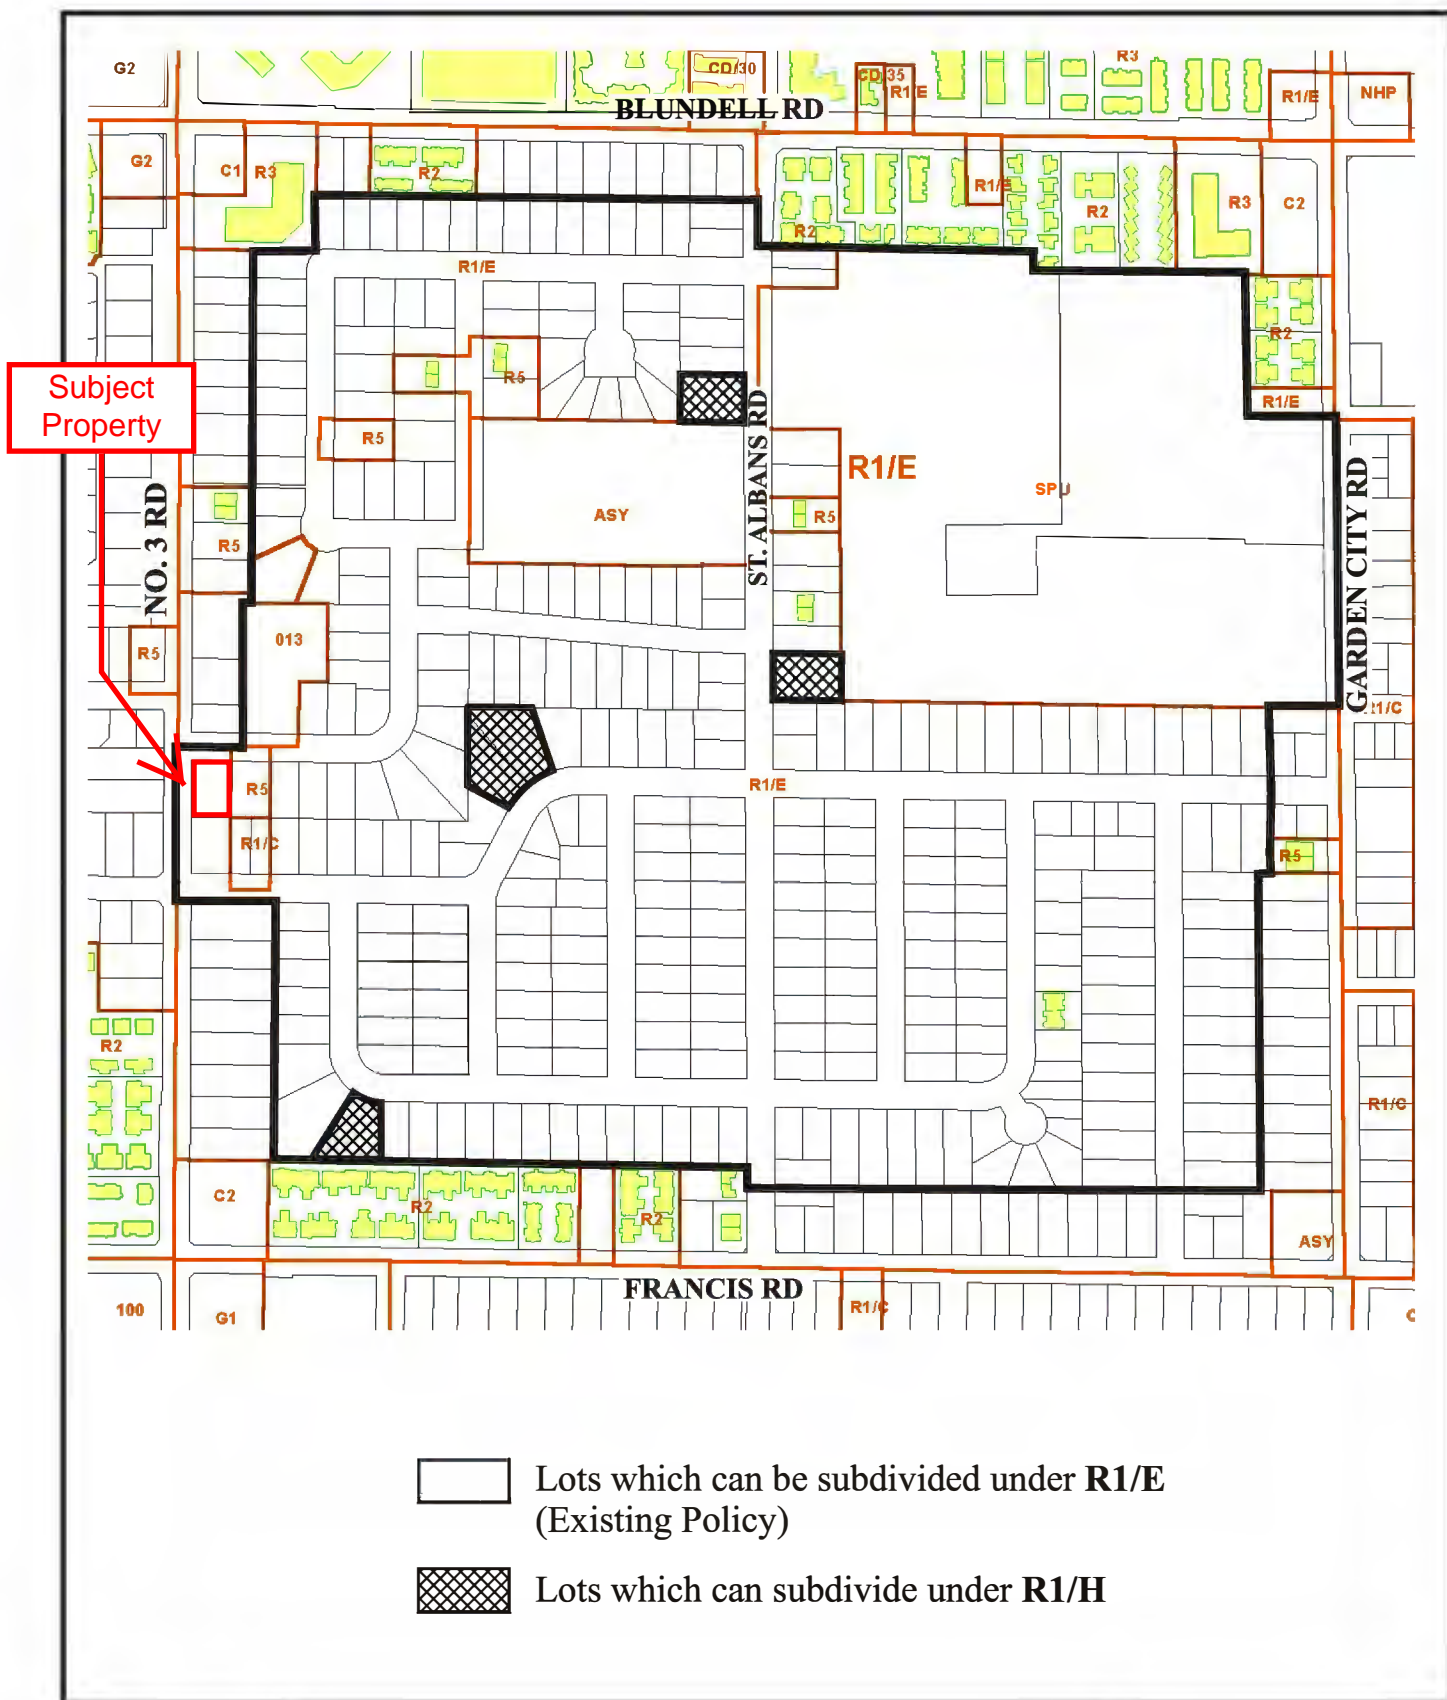 G2
CD/30
CD/35
R1/E
R3
R1/E
NHP
BLUNDELL RD
G2
C1
R3
R2
R2
R1/E
R2
R3
C2
R1/E
R2
R1/E
Subject
Property
R5
R5
ST. ALBANS RD
R1/E
SPU
ASY
R5
NO. 3 RD
R5
GARDEN CITY RD
R5
013
R1/C
R5
R1/E
R1/C
R5
R2
R1/C
C2
R2
R2
ASY
FRANCIS RD
100
G1
R1/C
Lots which can be subdivided under R1/E
(Existing Policy)
Lots which can subdivide under R1/H